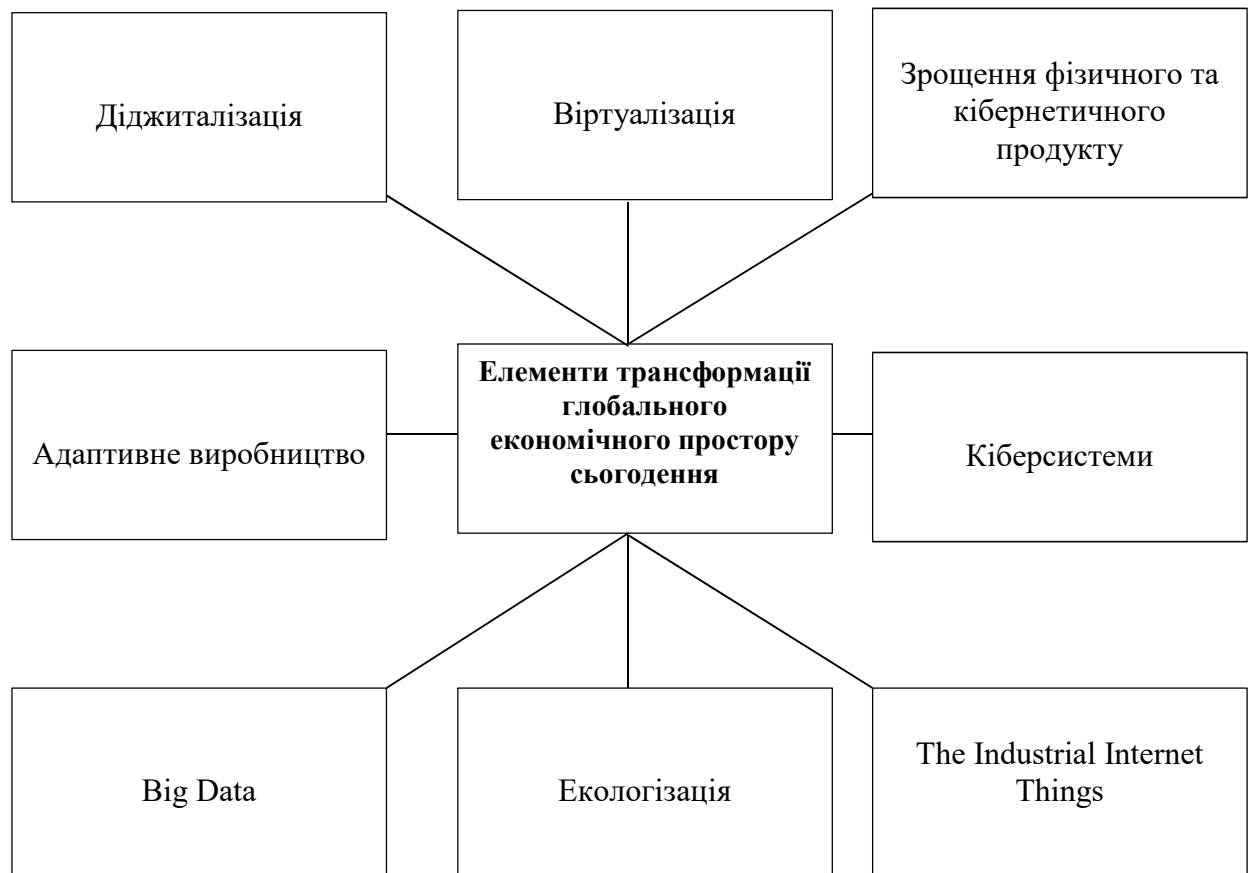 Діджиталізація
Віртуалізація
Зрощення фізичного та
кібернетичного
продукту
Адаптивне виробництво
Елементи трансформації
глобального
економічного простору
сьогодення
Кіберсистеми
Big Data
Екологізація
The Industrial Internet
Things